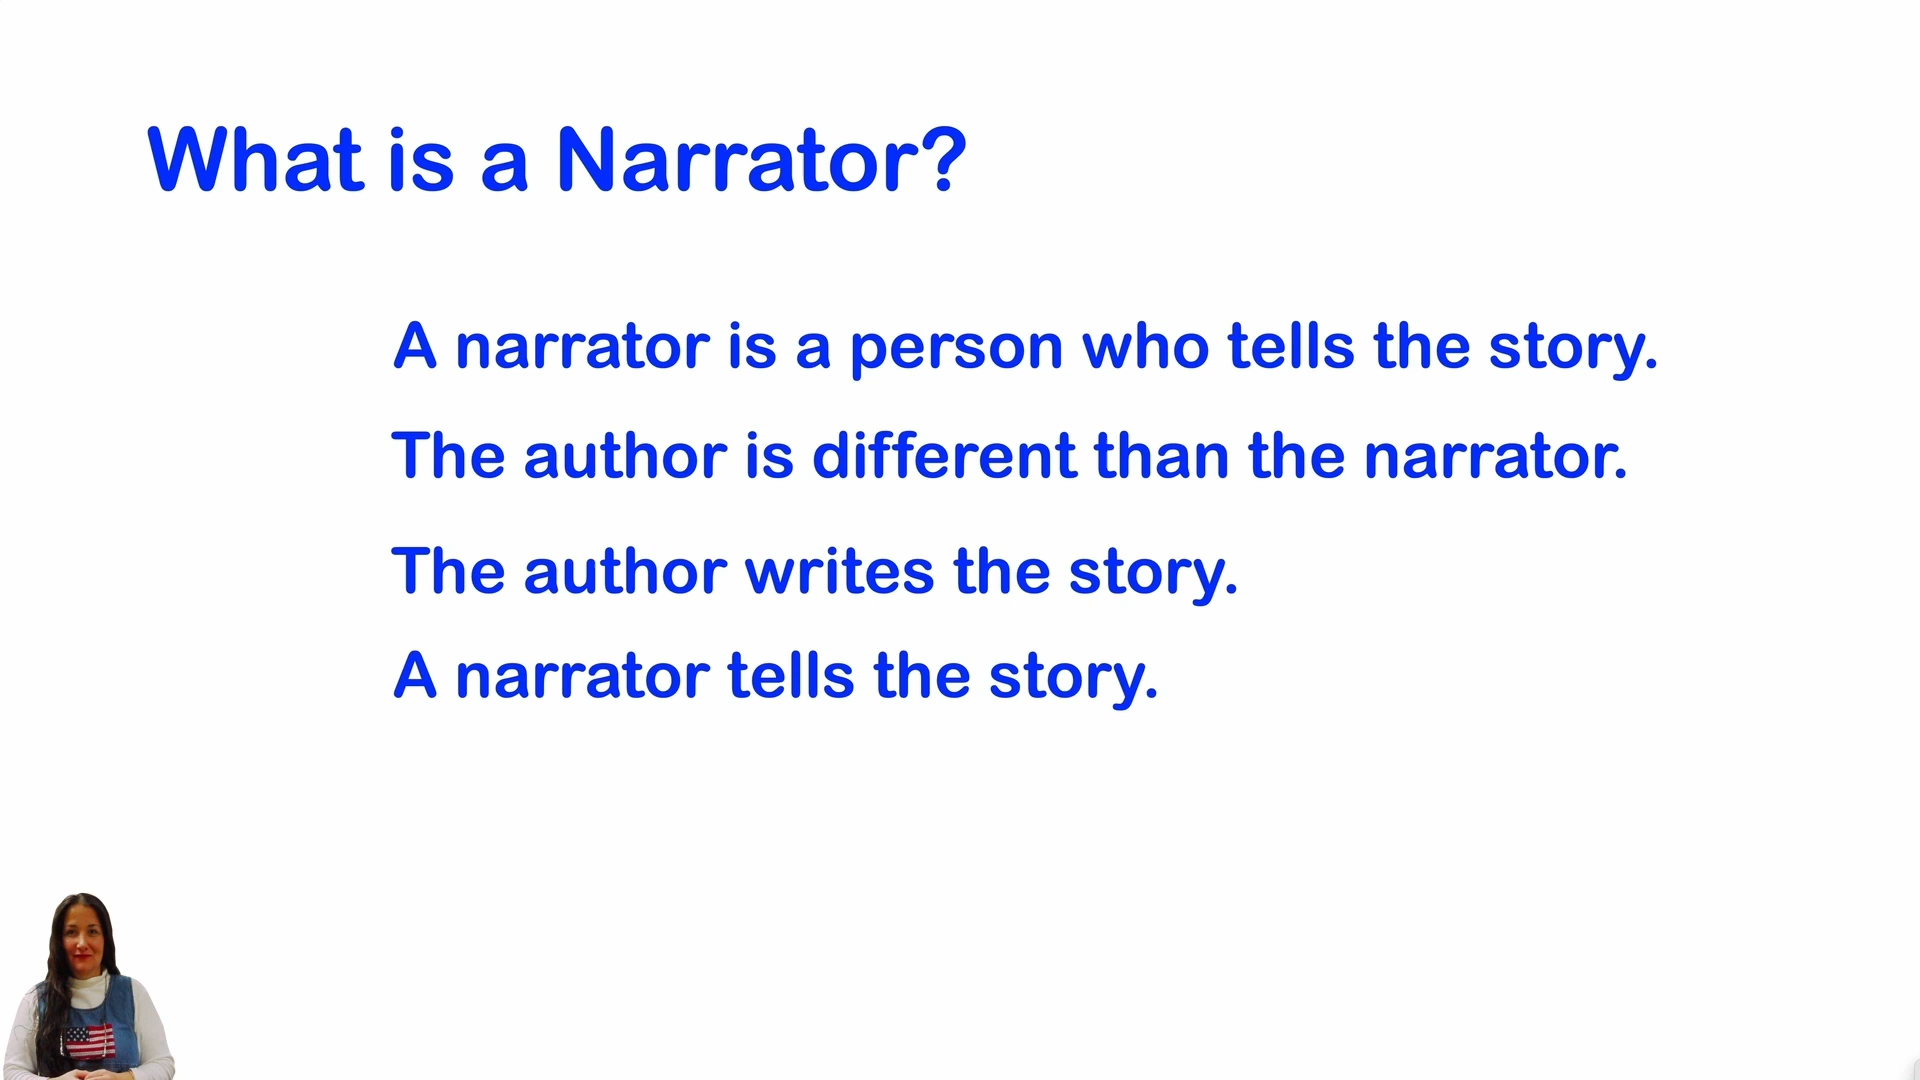 What is a Narrator?
A narrator is a person who tells the story.
The author is different than the narrator.
The author writes the story.
A narrator tells the story.